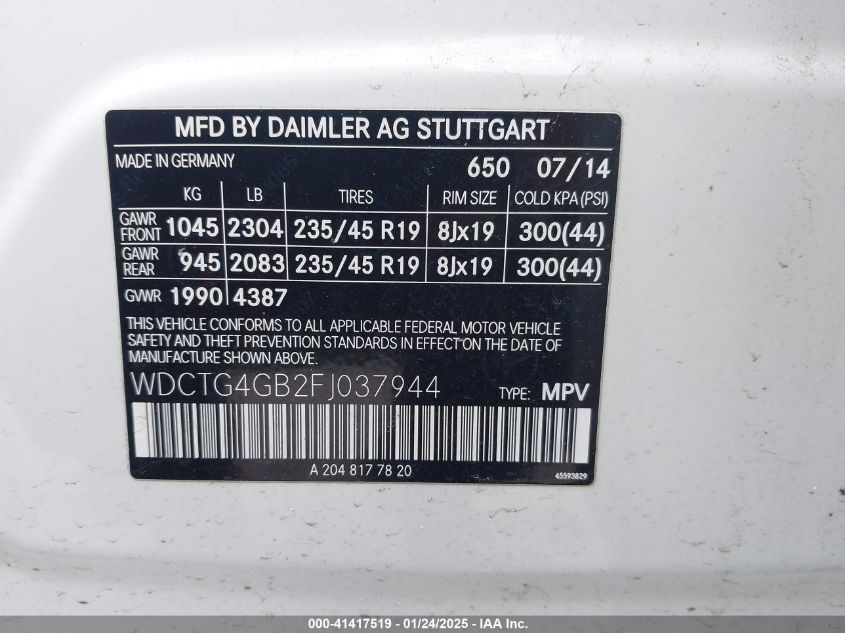 MFD BY DAIMLER AG STUTTGART
MADE IN GERMANY 650 07/14
KG LB TIRES RIM SIZE COLD KPA (PSI)
GAWR FRONT 1045 2304 235/45 R19 8Jx19 300(44)
GAWR REAR 945 2083 235/45 R19 8Jx19 300(44)
GVWR 1990 4387
THIS VEHICLE CONFORMS TO ALL APPLICABLE FEDERAL MOTOR VEHICLE
SAFETY AND THEFT PREVENTION STANDARDS IN EFFECT ON THE DATE OF
MANUFACTURE SHOWN ABOVE.
WDCTG4GB2FJ037944 TYPE: MPV
A 204 817 78 20 45593829
000-41417519 - 01/24/2025 - IAA Inc.